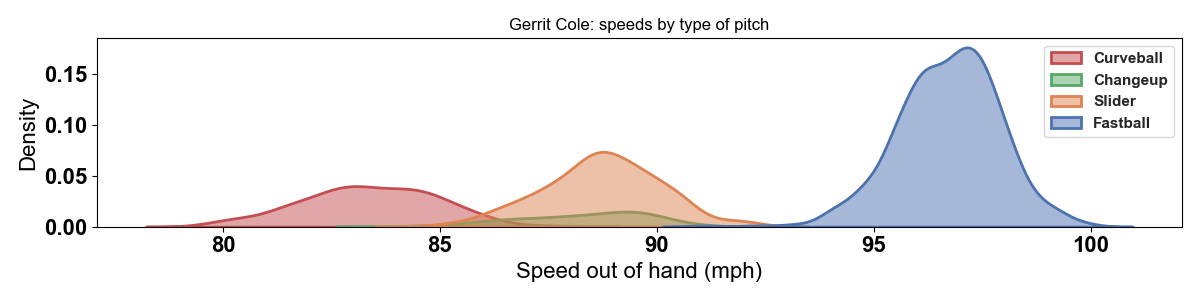 Gerrit Cole: speeds by type of pitch
Density
0.15
0.10
0.05
0.00
Curveball
Changeup
Slider
Fastball
80 85 90 95 100
Speed out of hand (mph)